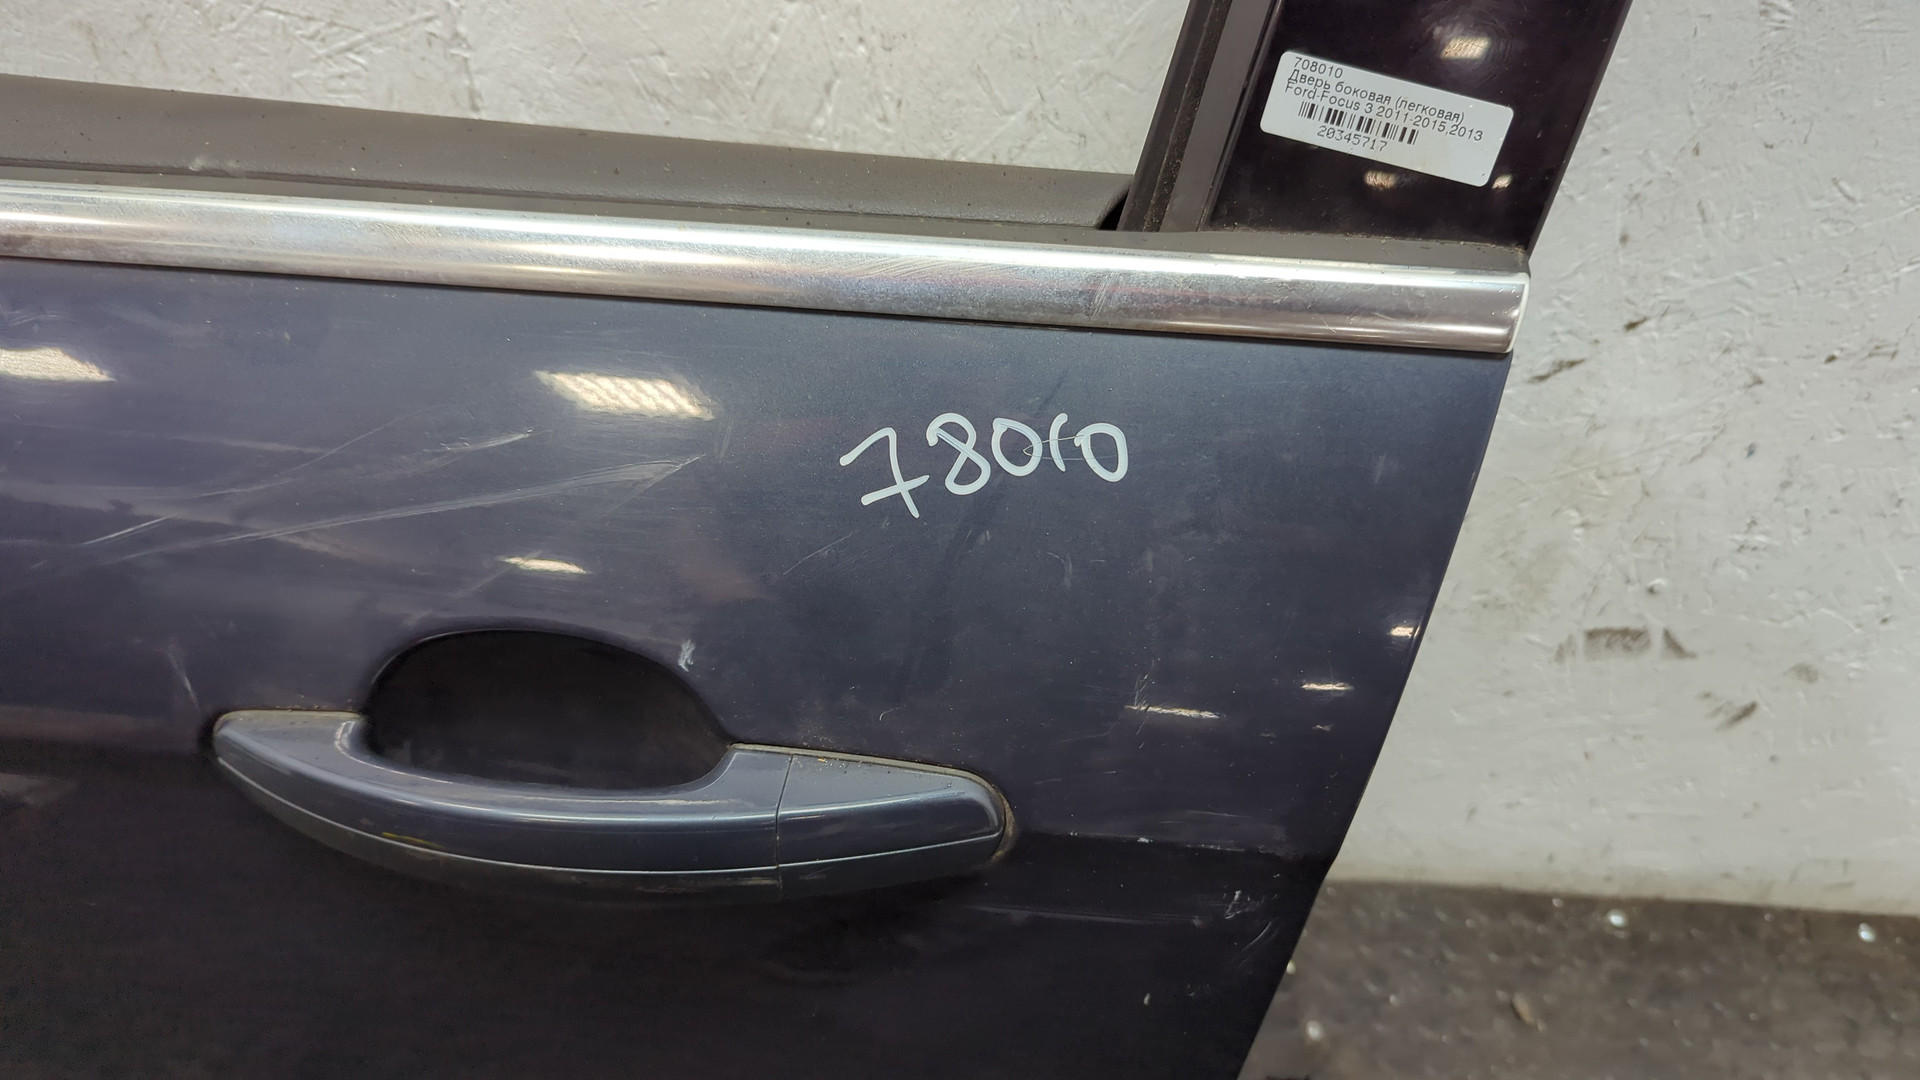 708010
Дверь боковая (легковая)
Ford-Focus 3 2011-2015,2013
20345717
78010